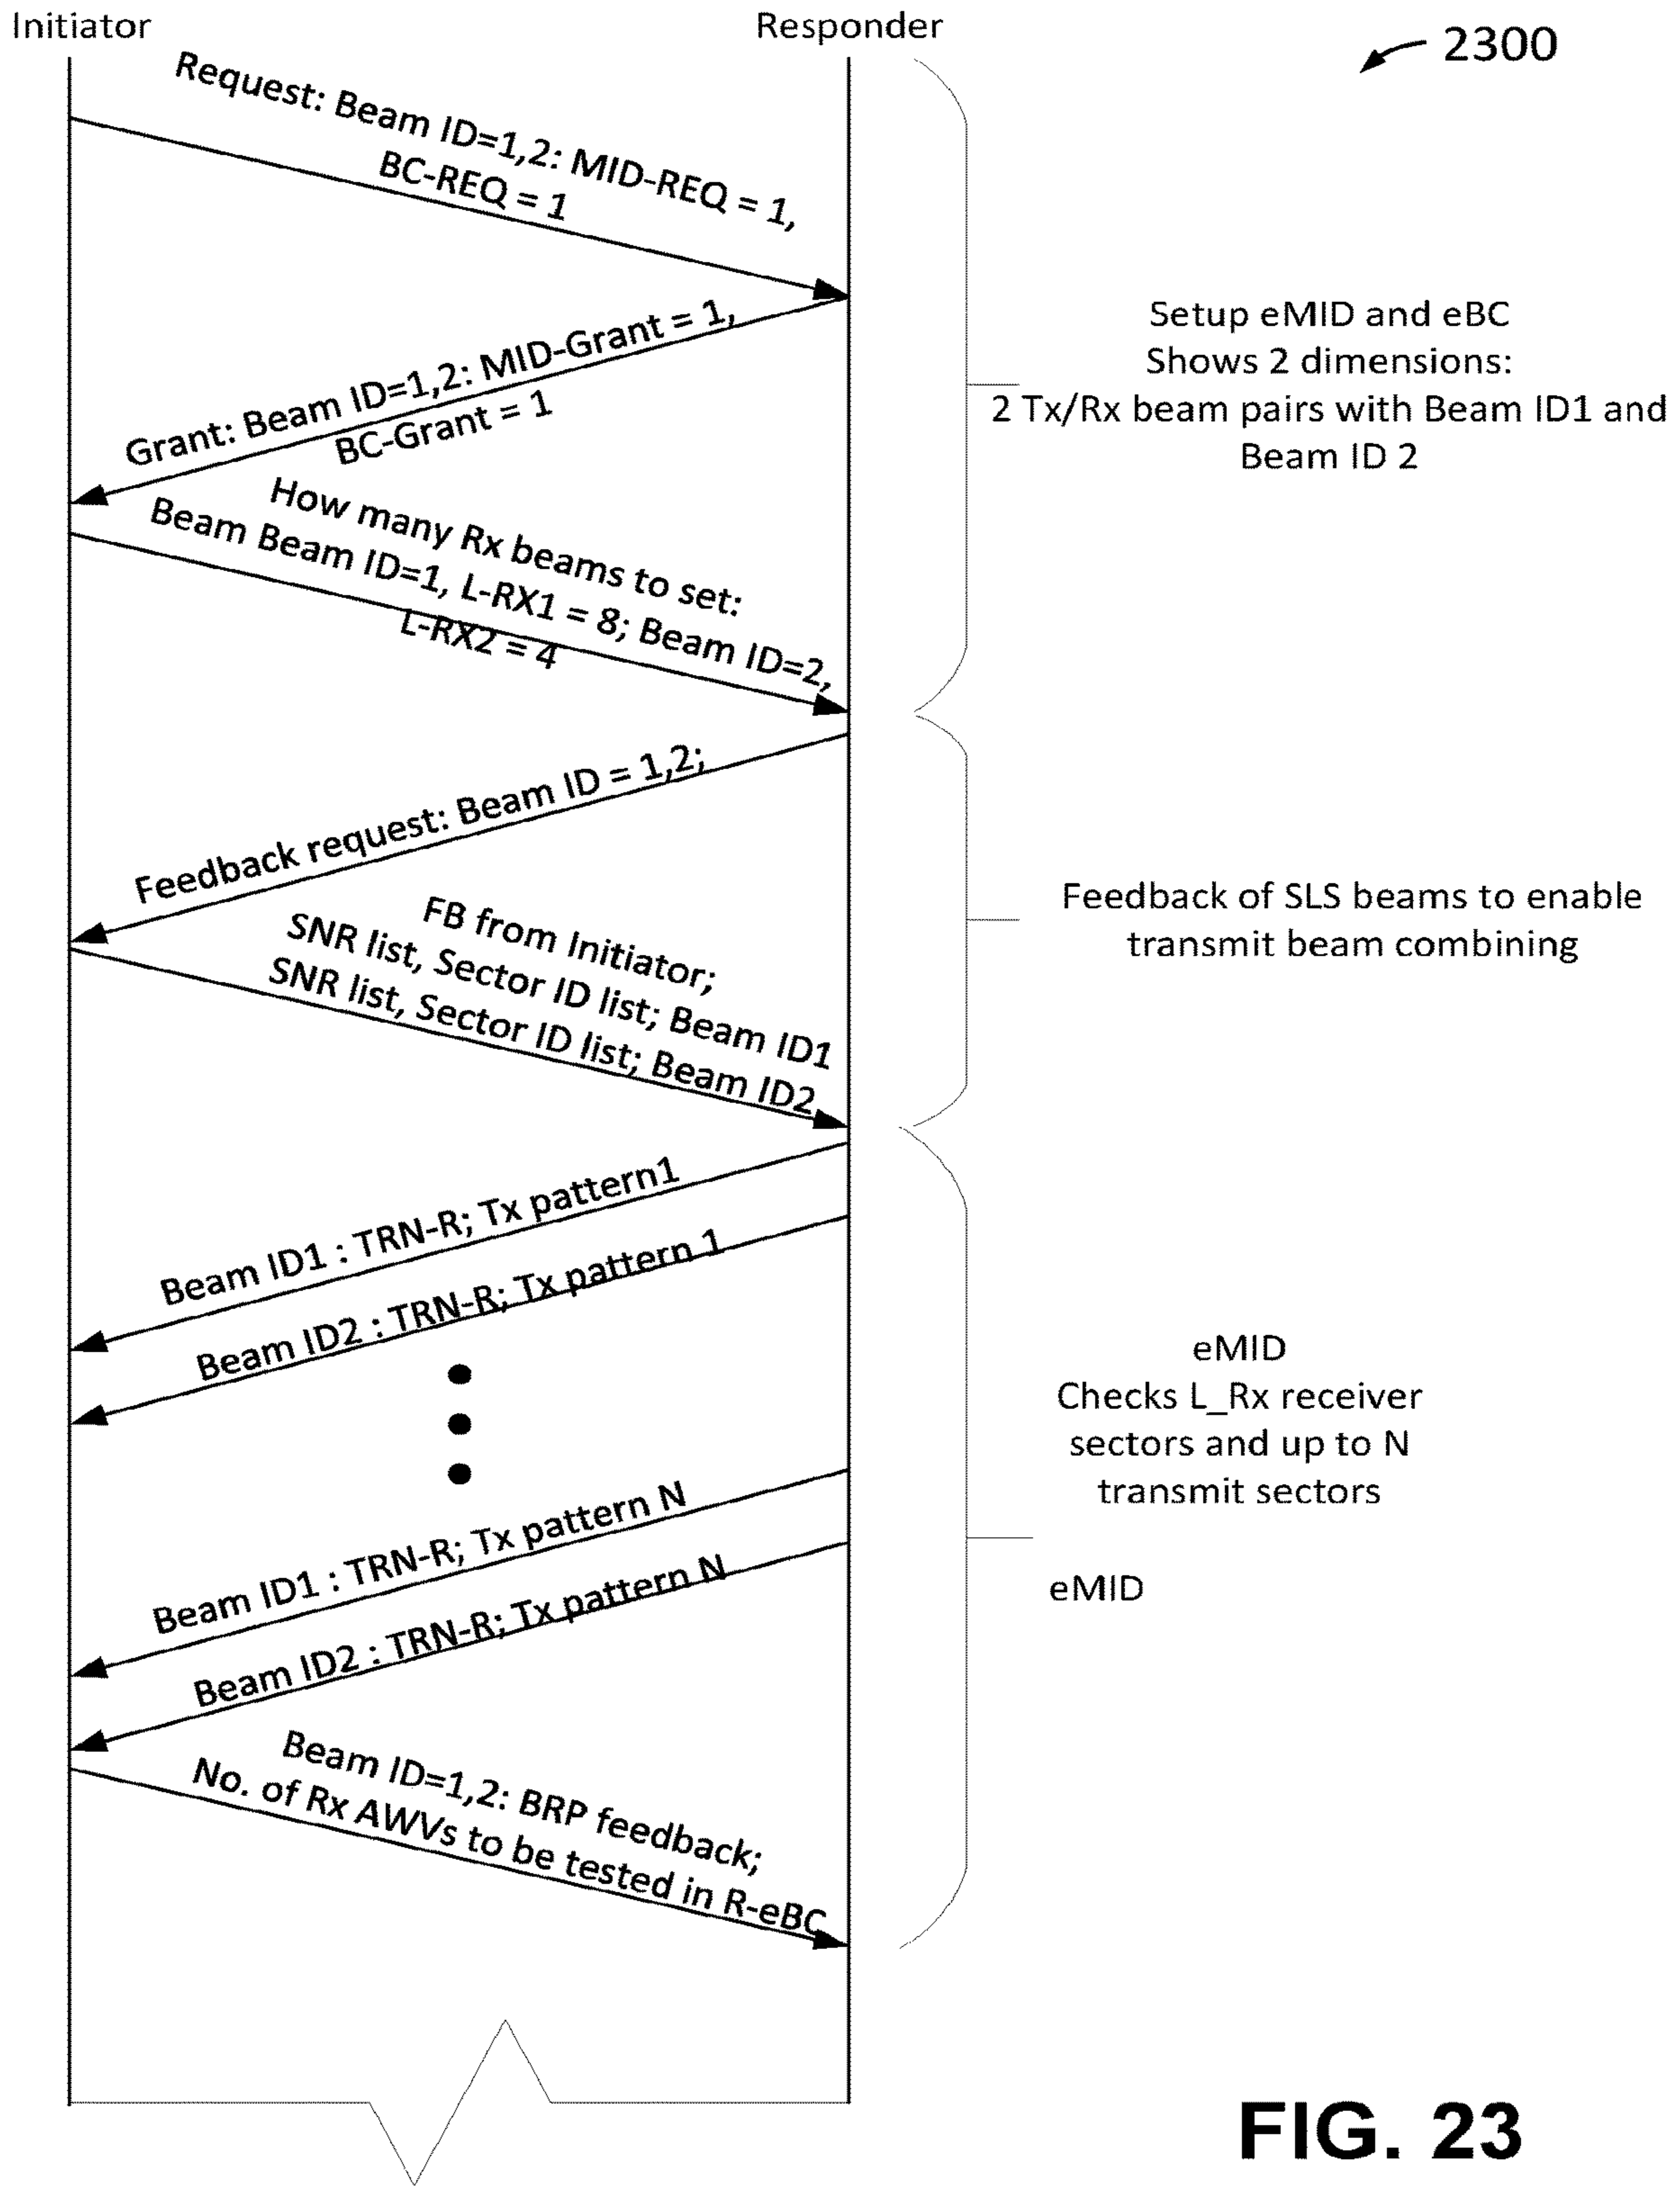 Initiator
Responder
2300
Request: Beam ID=1,2: MID-REQ = 1,
BC-REQ = 1
Grant: Beam ID=1,2: MID-Grant = 1,
BC-Grant = 1
Setup eMID and eBC
Shows 2 dimensions:
2 Tx/Rx beam pairs with Beam ID1 and
Beam ID 2
How many Rx beams to set:
Beam Beam ID=1, L-RX1 = 8; Beam ID=2,
L-RX2 = 4
Feedback request: Beam ID = 1,2;
FB from Initiator;
SNR list, Sector ID list; Beam ID1
SNR list, Sector ID list; Beam ID2
Feedback of SLS beams to enable
transmit beam combining
Beam ID1 : TRN-R; Tx pattern1
Beam ID2 : TRN-R; Tx pattern 1
Beam ID1 : TRN-R; Tx pattern N
Beam ID2 : TRN-R; Tx pattern N
eMID
Checks L_Rx receiver
sectors and up to N
transmit sectors
eMID
Beam ID=1,2: BRP feedback;
No. of Rx AWVs to be tested in R-eBC
FIG. 23